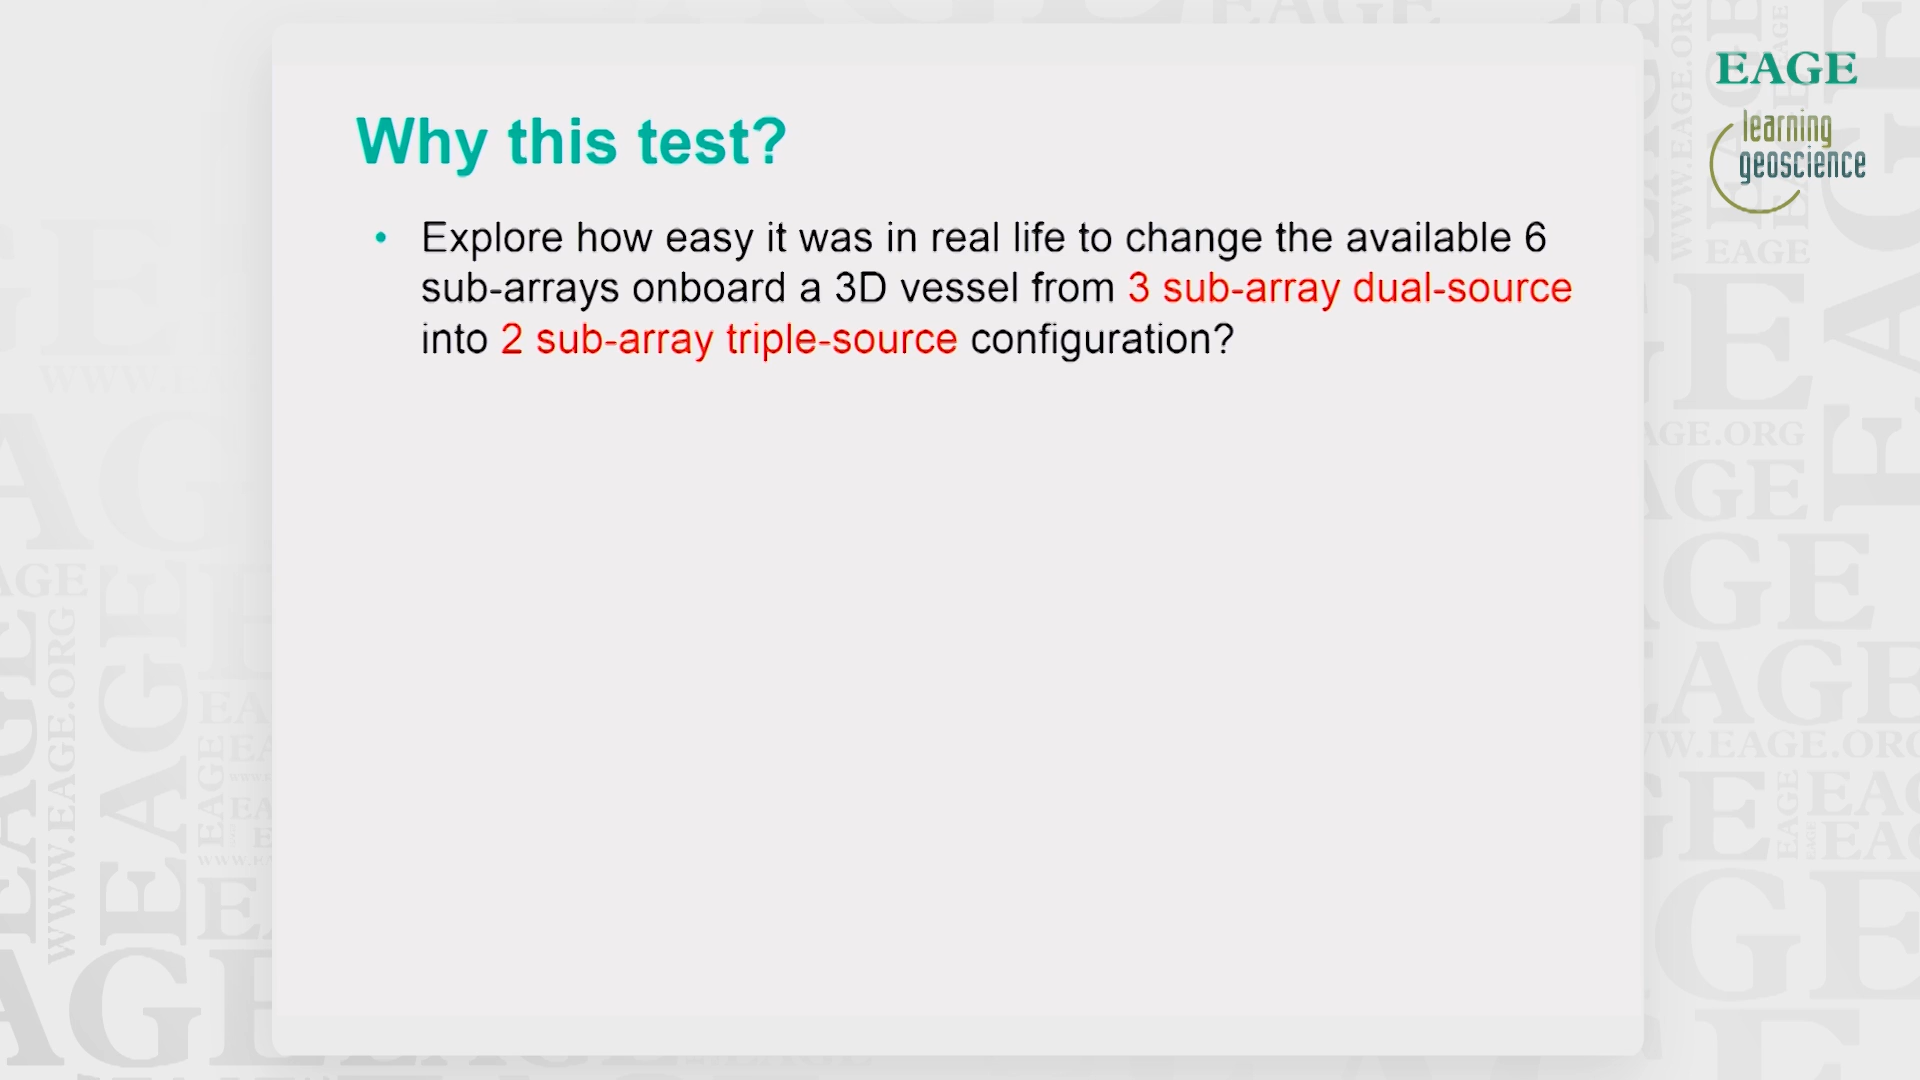 EAGE
learning
geoscience
Why this test?
• Explore how easy it was in real life to change the available 6
sub-arrays onboard a 3D vessel from 3 sub-array dual-source
into 2 sub-array triple-source configuration?